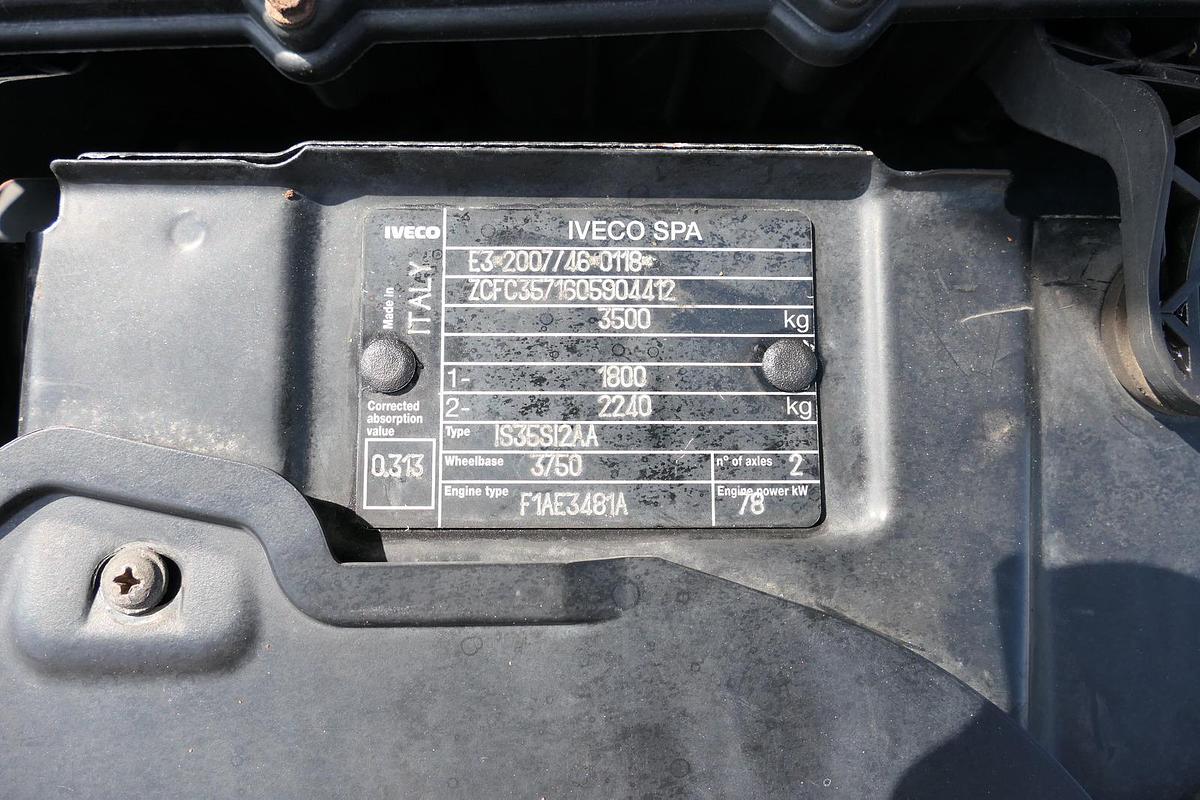 IVECO
Made in
ITALY
IVECO SPA
E3*2007/46*0118*
ZCFC3571605904412
3500 kg
1- 1800
2- 2240 kg
Type IS35SI2AA
Wheelbase 3750 n° of axles 2
Engine type F1AE3481A Engine power kW 78
Corrected
absorption
value
0.313